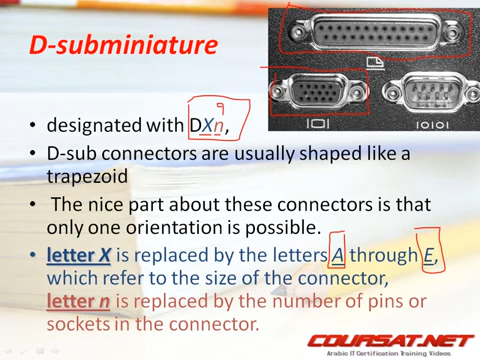 D-subminiature
IOI
IOIOI
9
• designated with DXn,
• D-sub connectors are usually shaped like a
trapezoid
• The nice part about these connectors is that
only one orientation is possible.
• letter X is replaced by the letters A through E,
which refer to the size of the connector,
letter n is replaced by the number of pins or
sockets in the connector.
COURSAT.NET
Arabic IT Certification Training Videos